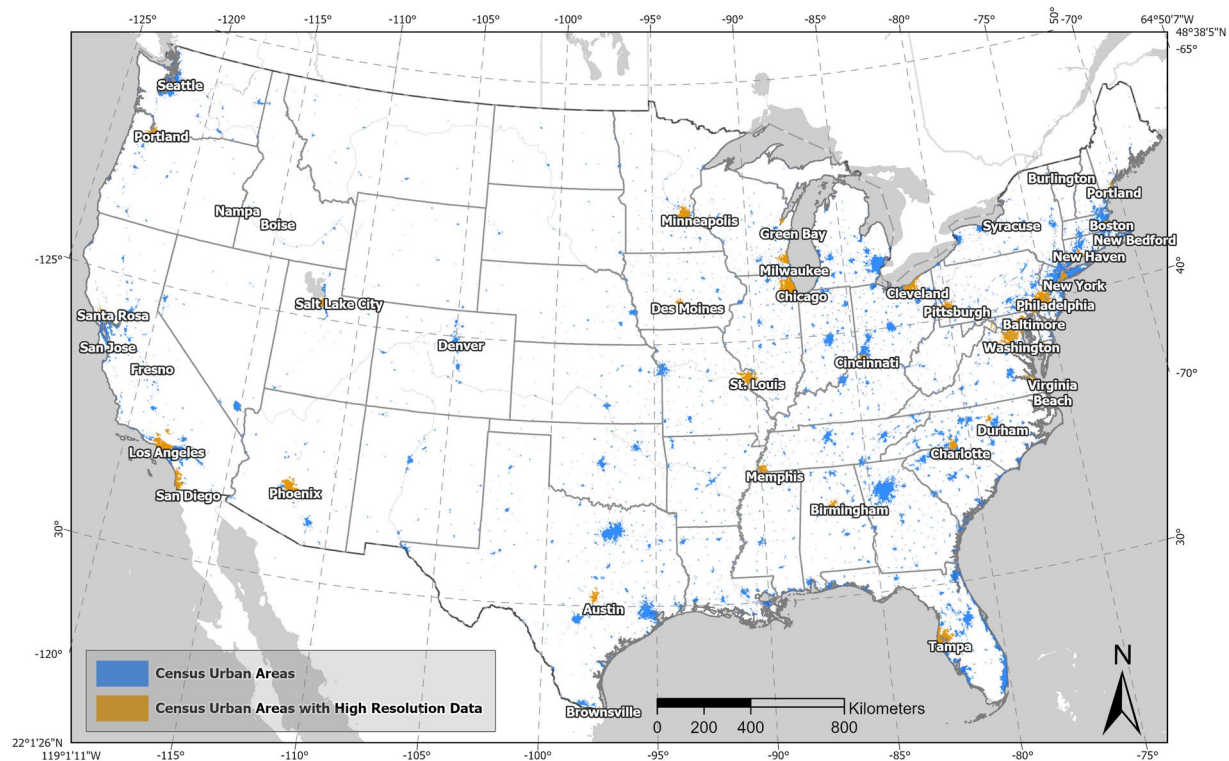 -125° -120° -115° -110° -105° -100° -95° -90° -85° -80° -75° 50° -70° 64°50'7"W
48°38'5"N
-65°
Seattle
Portland
Burlington
Portland
Nampa
Minneapolis
Boise
Green Bay
Syracuse
Boston
New Bedford
-125°
New Haven
40°
Milwaukee
New York
Salt Lake City
Chicago
Cleveland
Des Moines
Philadelphia
Pittsburgh
Santa Rosa
Baltimore
San Jose
Denver
Washington
Cincinnati
Fresno
-70°
St. Louis
Virginia
Beach
Durham
Los Angeles
Charlotte
Memphis
San Diego
Phoenix
Birmingham
30°
30°
Austin
Tampa
-120°
N
Census Urban Areas
Census Urban Areas with High Resolution Data
Brownsville
Kilometers
0 200 400 800
22°1'26"N
119°1'11"W -115° -110° -105° -100° -95° -90° -85° -80° -75°